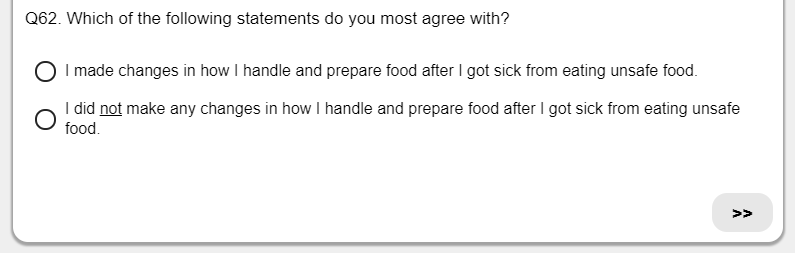 Q62. Which of the following statements do you most agree with?
I made changes in how I handle and prepare food after I got sick from eating unsafe food.
I did not make any changes in how I handle and prepare food after I got sick from eating unsafe
food.
>>